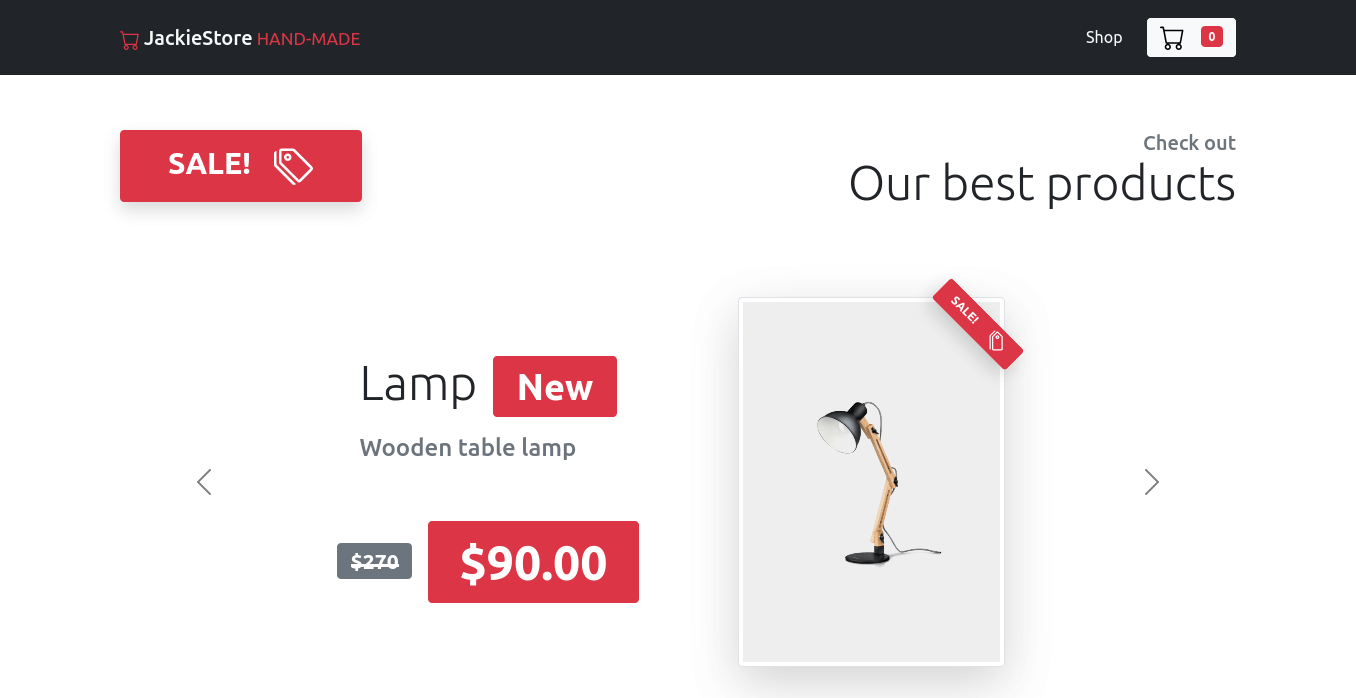 JackieStore HAND-MADE
Shop
0
SALE!
Check out
Our best products
SALE!
Lamp New
Wooden table lamp
$270 $90.00